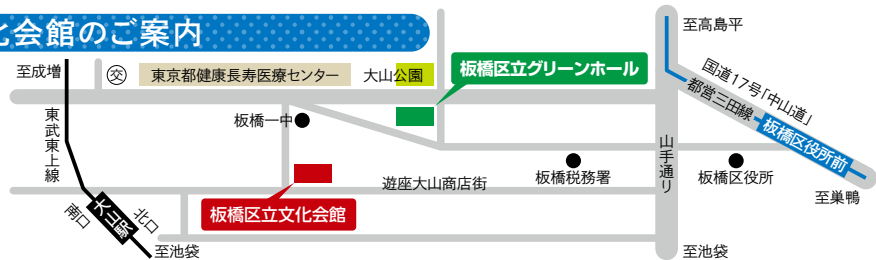 化会館のご案内
至高島平
至成増
交
東京都健康長寿医療センター
大山公園
板橋区立グリーンホール
国道17号「中山道」
都営三田線
板橋区役所前
東武東上線
板橋一中
山手通り
板橋税務署
板橋区役所
遊座大山商店街
至巣鴨
板橋区立文化会館
南口
大山駅
北口
至池袋
至池袋